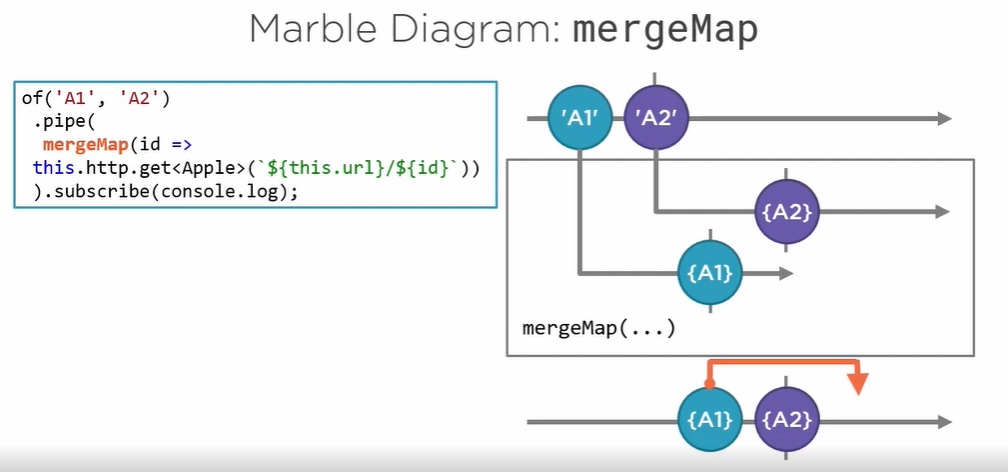 Marble Diagram: mergeMap
of('A1', 'A2')
.pipe(
mergeMap(id =>
this.http.get<Apple>(`${this.url}/${id}`))
).subscribe(console.log);
'A1'
'A2'
{A2}
{A1}
mergeMap(...)
{A1}
{A2}